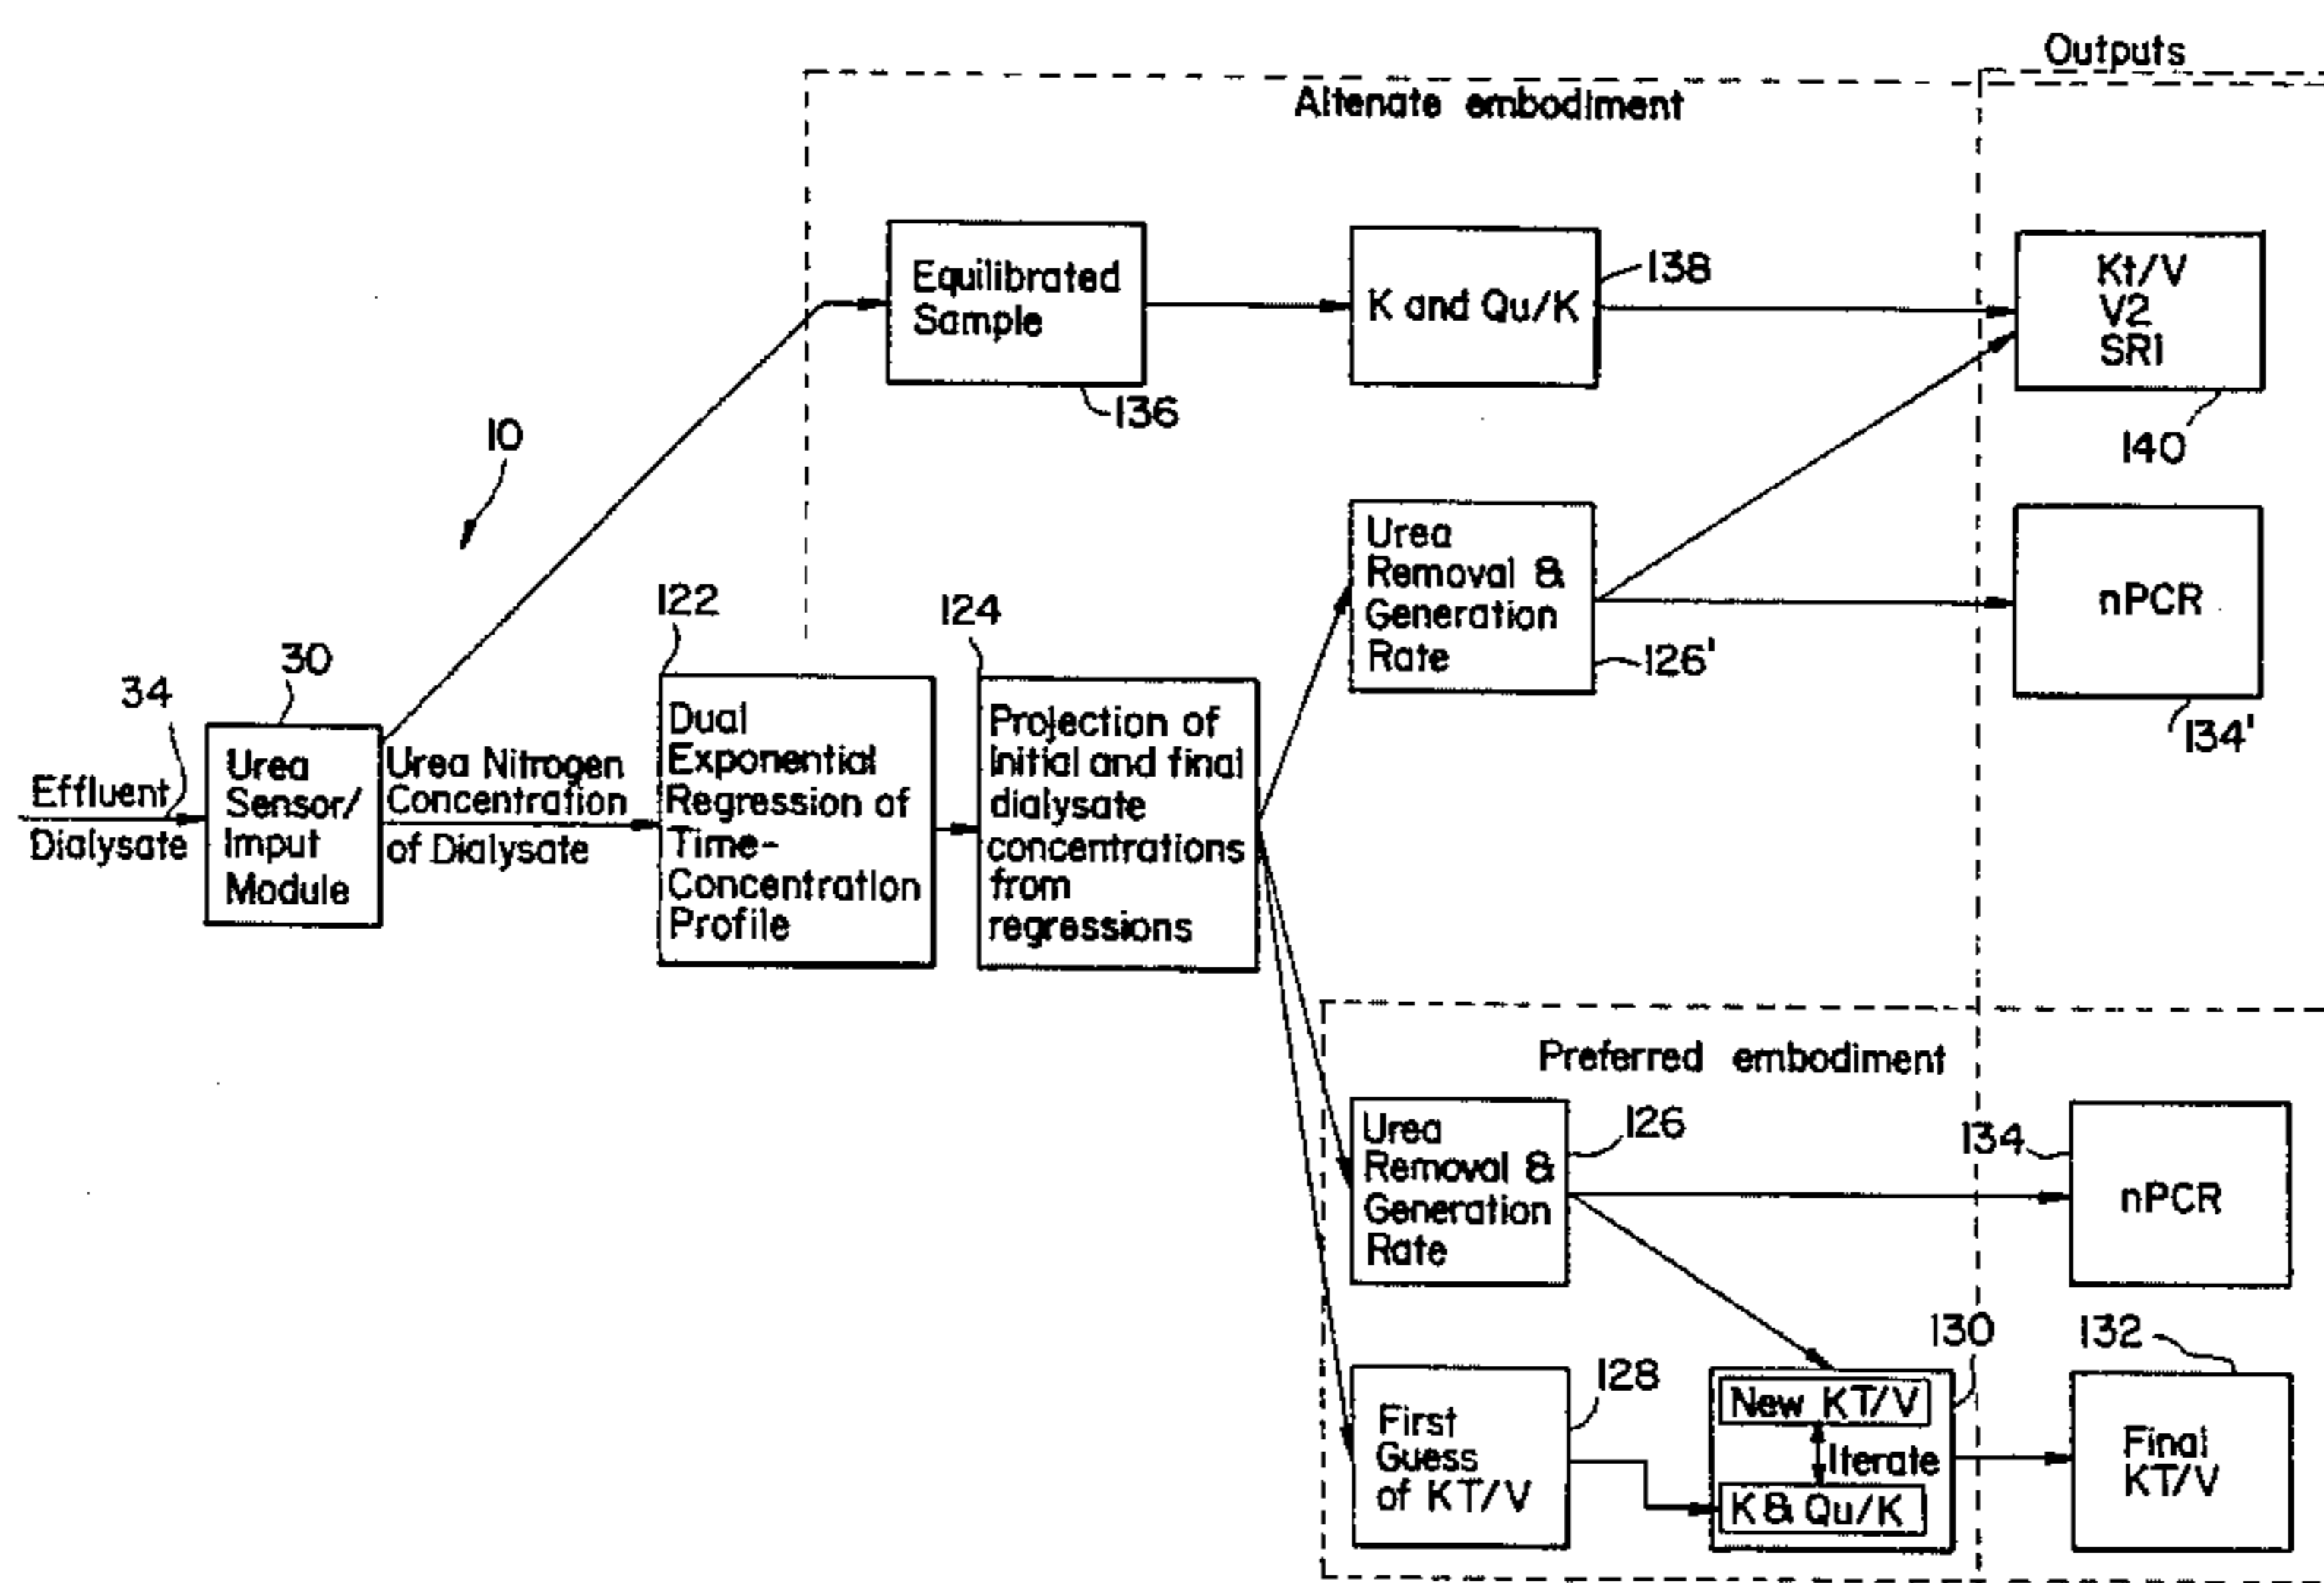 Outputs
Altenate embodiment
Equilibrated
Sample
136
K and Qu/K
138
Kt/V
V2
SRI
140
10
Urea
Removal &
Generation
Rate
126'
nPCR
134'
34
Effluent
Dialysate
30
Urea
Sensor/
Imput
Module
Urea Nitrogen
Concentration
of Dialysate
122
Dual
Exponential
Regression of
Time-
Concentration
Profile
124
Projection of
Initial and final
dialysate
concentrations
from
regressions
Preferred embodiment
Urea
Removal &
Generation
Rate
126
134
nPCR
First
Guess
of KT/V
128
New KT/V
Iterate
K & Qu/K
130
132
Final
KT/V